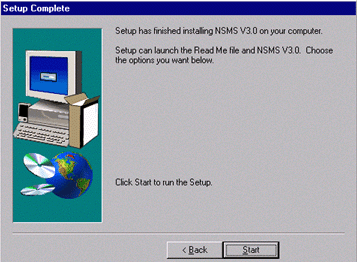 Setup Complete
Setup has finished installing NSMS V3.0 on your computer.
Setup can launch the Read Me file and NSMS V3.0. Choose
the options you want below.
Click Start to run the Setup.
< Back Start